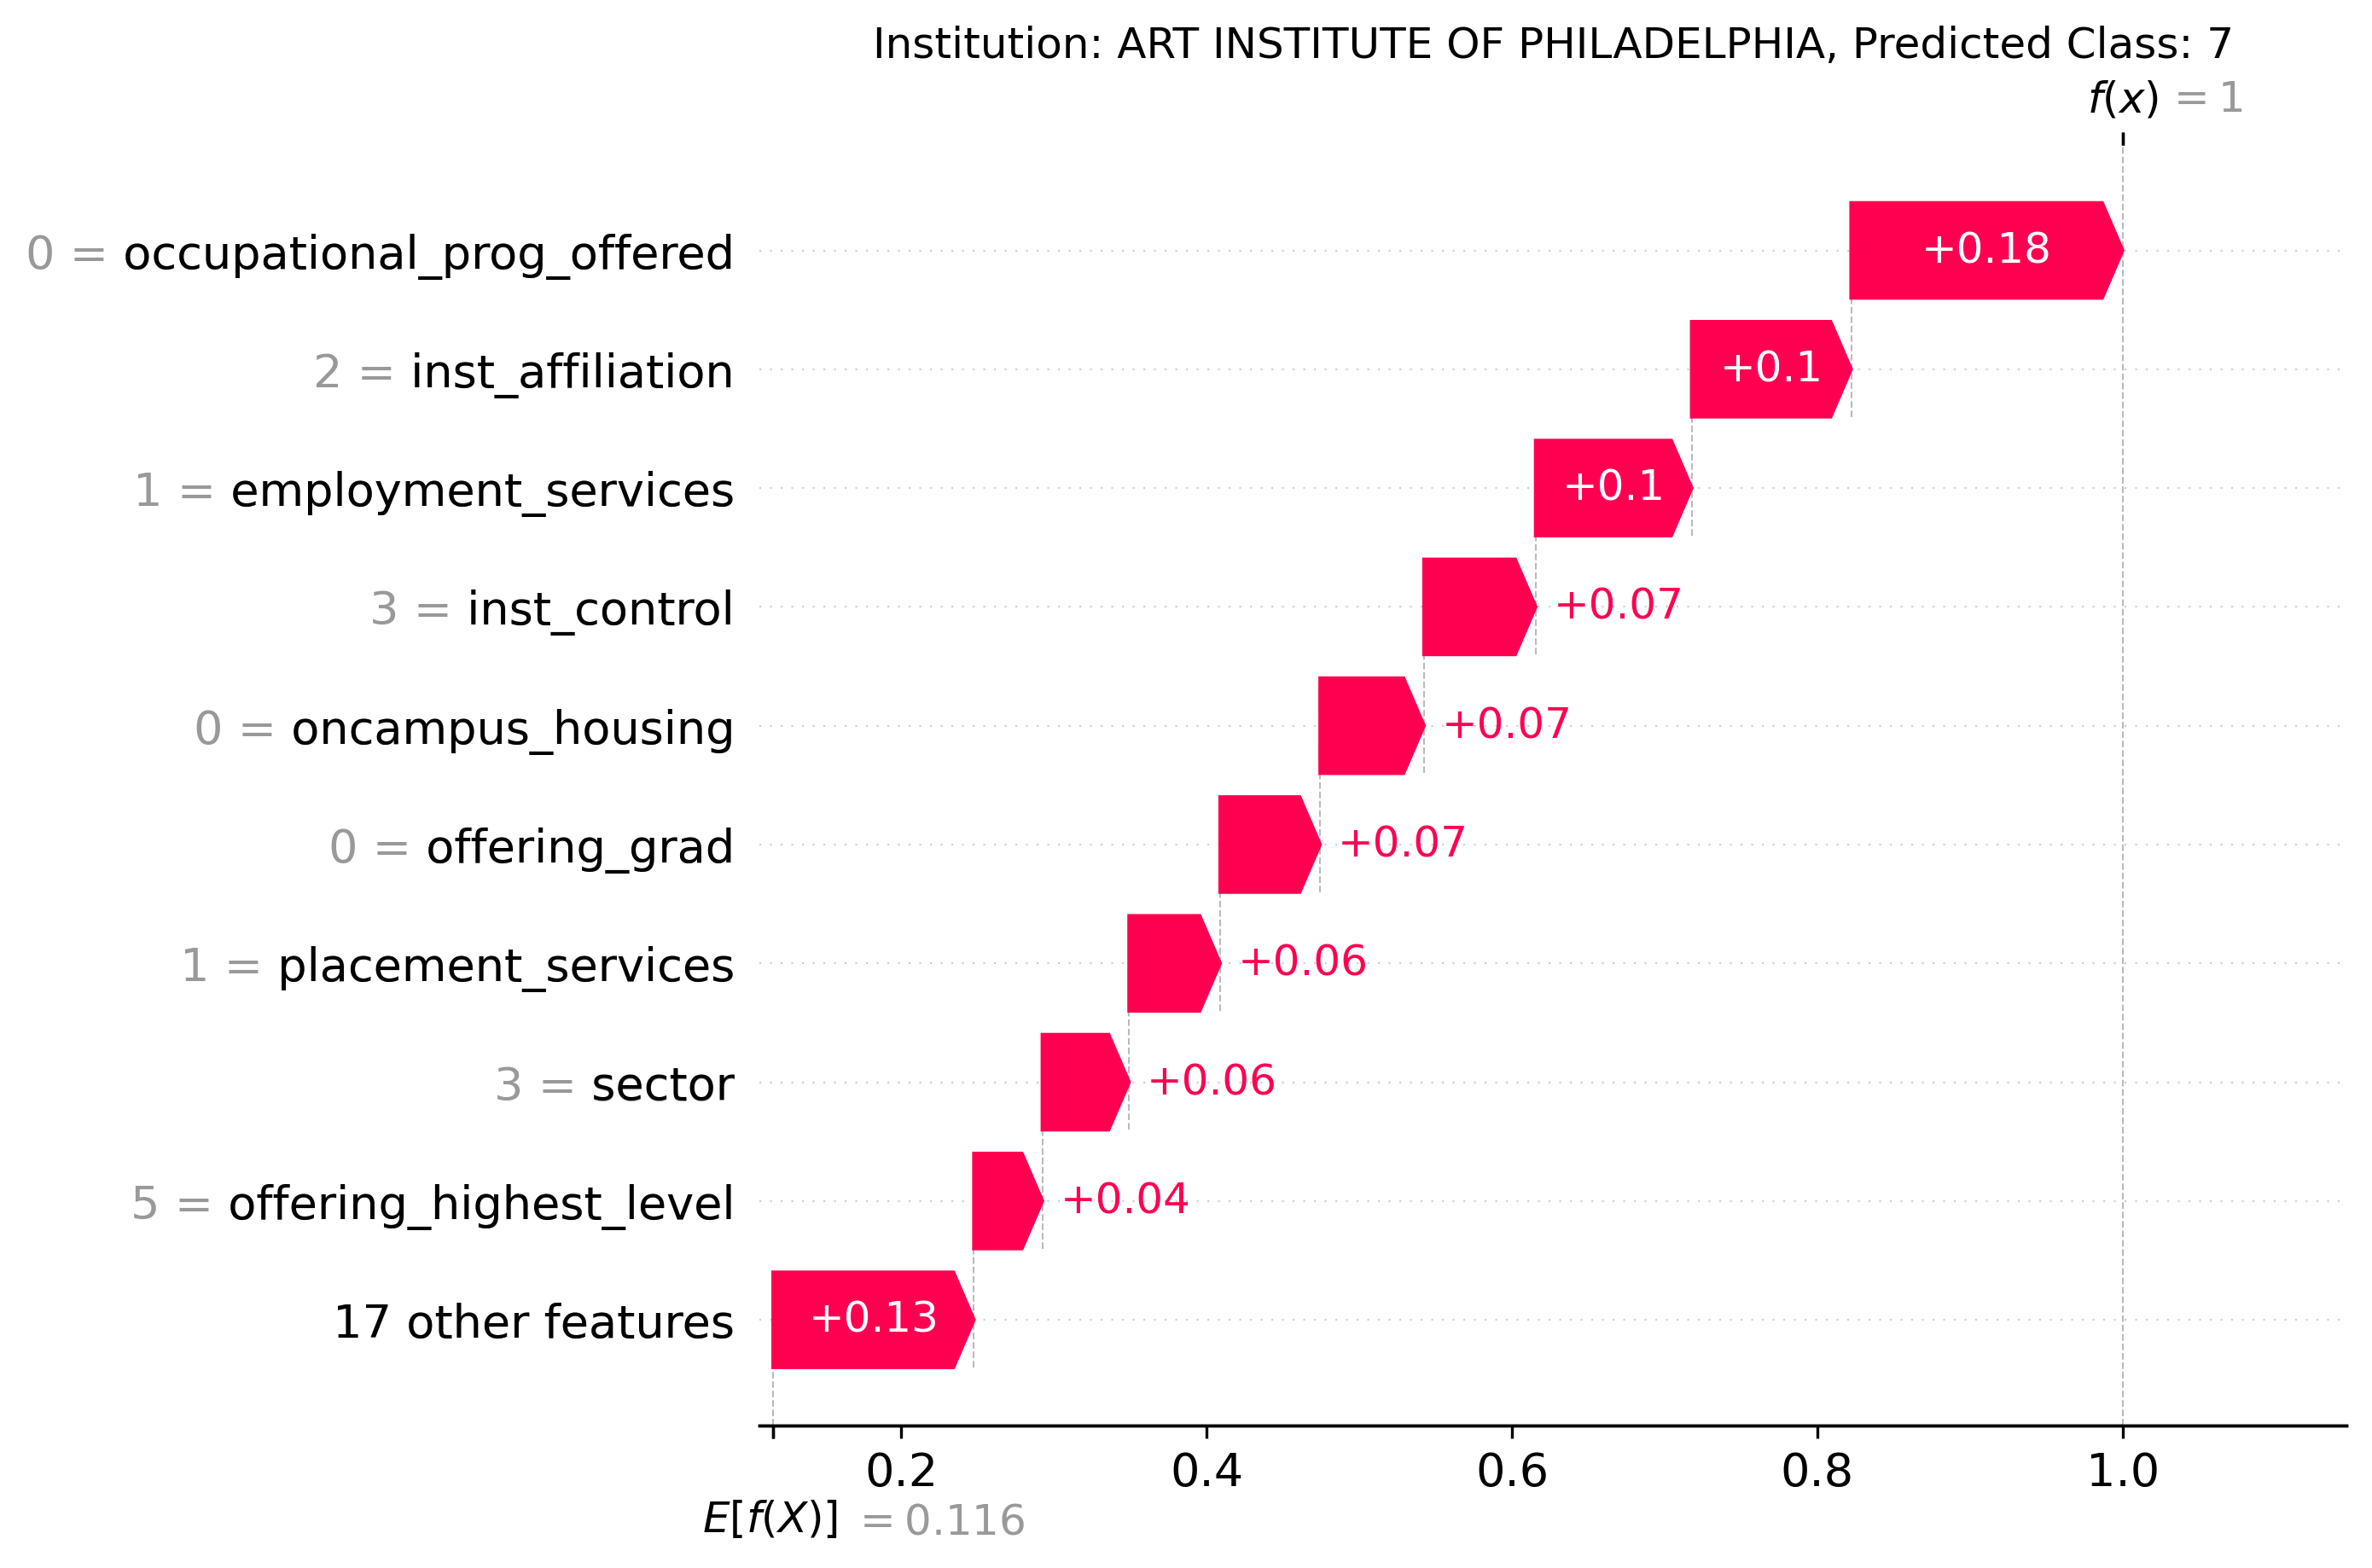 Institution: ART INSTITUTE OF PHILADELPHIA, Predicted Class: 7
f(x) = 1
0 = occupational_prog_offered +0.18
2 = inst_affiliation +0.1
1 = employment_services +0.1
3 = inst_control +0.07
0 = oncampus_housing +0.07
0 = offering_grad +0.07
1 = placement_services +0.06
3 = sector +0.06
5 = offering_highest_level +0.04
17 other features +0.13
0.2 0.4 0.6 0.8 1.0
E[f(X)] = 0.116